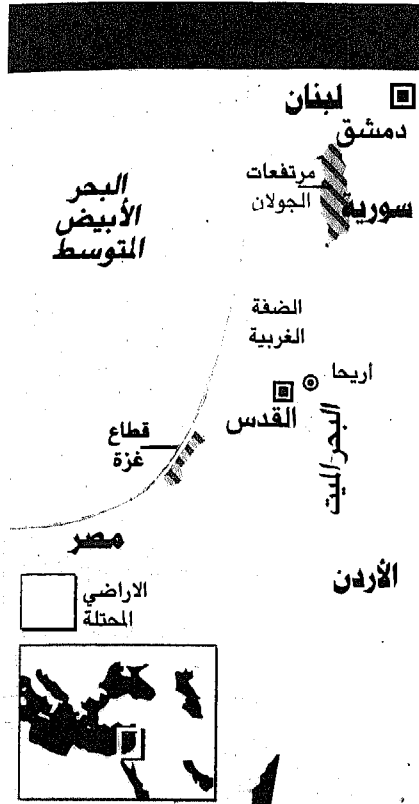 لبنان
دمشق
مرتفعات
الجولان
سورية
البحر
الأبيض
المتوسط
الضفة
الغربية
اريحا
القدس
البحر الميت
قطاع
غزة
مصر
الأردن
الاراضي
المحتلة